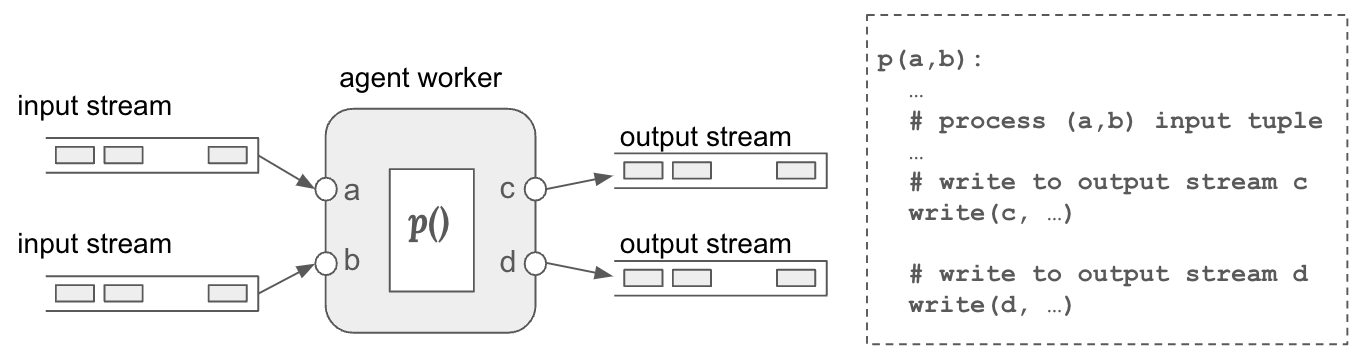 agent worker
input stream
input stream
a
b
p()
c
d
output stream
output stream
p(a,b):
…
# process (a,b) input tuple
…
# write to output stream c
write(c, …)
# write to output stream d
write(d, …)